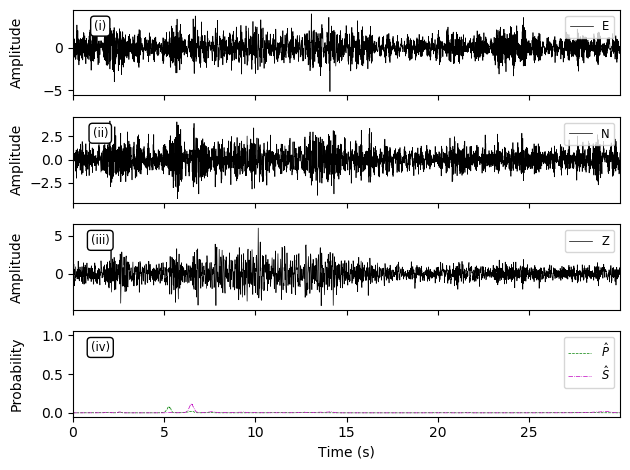 (i)
E
Amplitude
0
−5
(ii)
N
Amplitude
2.5
0.0
−2.5
(iii)
Z
Amplitude
5
0
(iv)
P̂
Ŝ
Probability
1.0
0.5
0.0
0 5 10 15 20 25
Time (s)